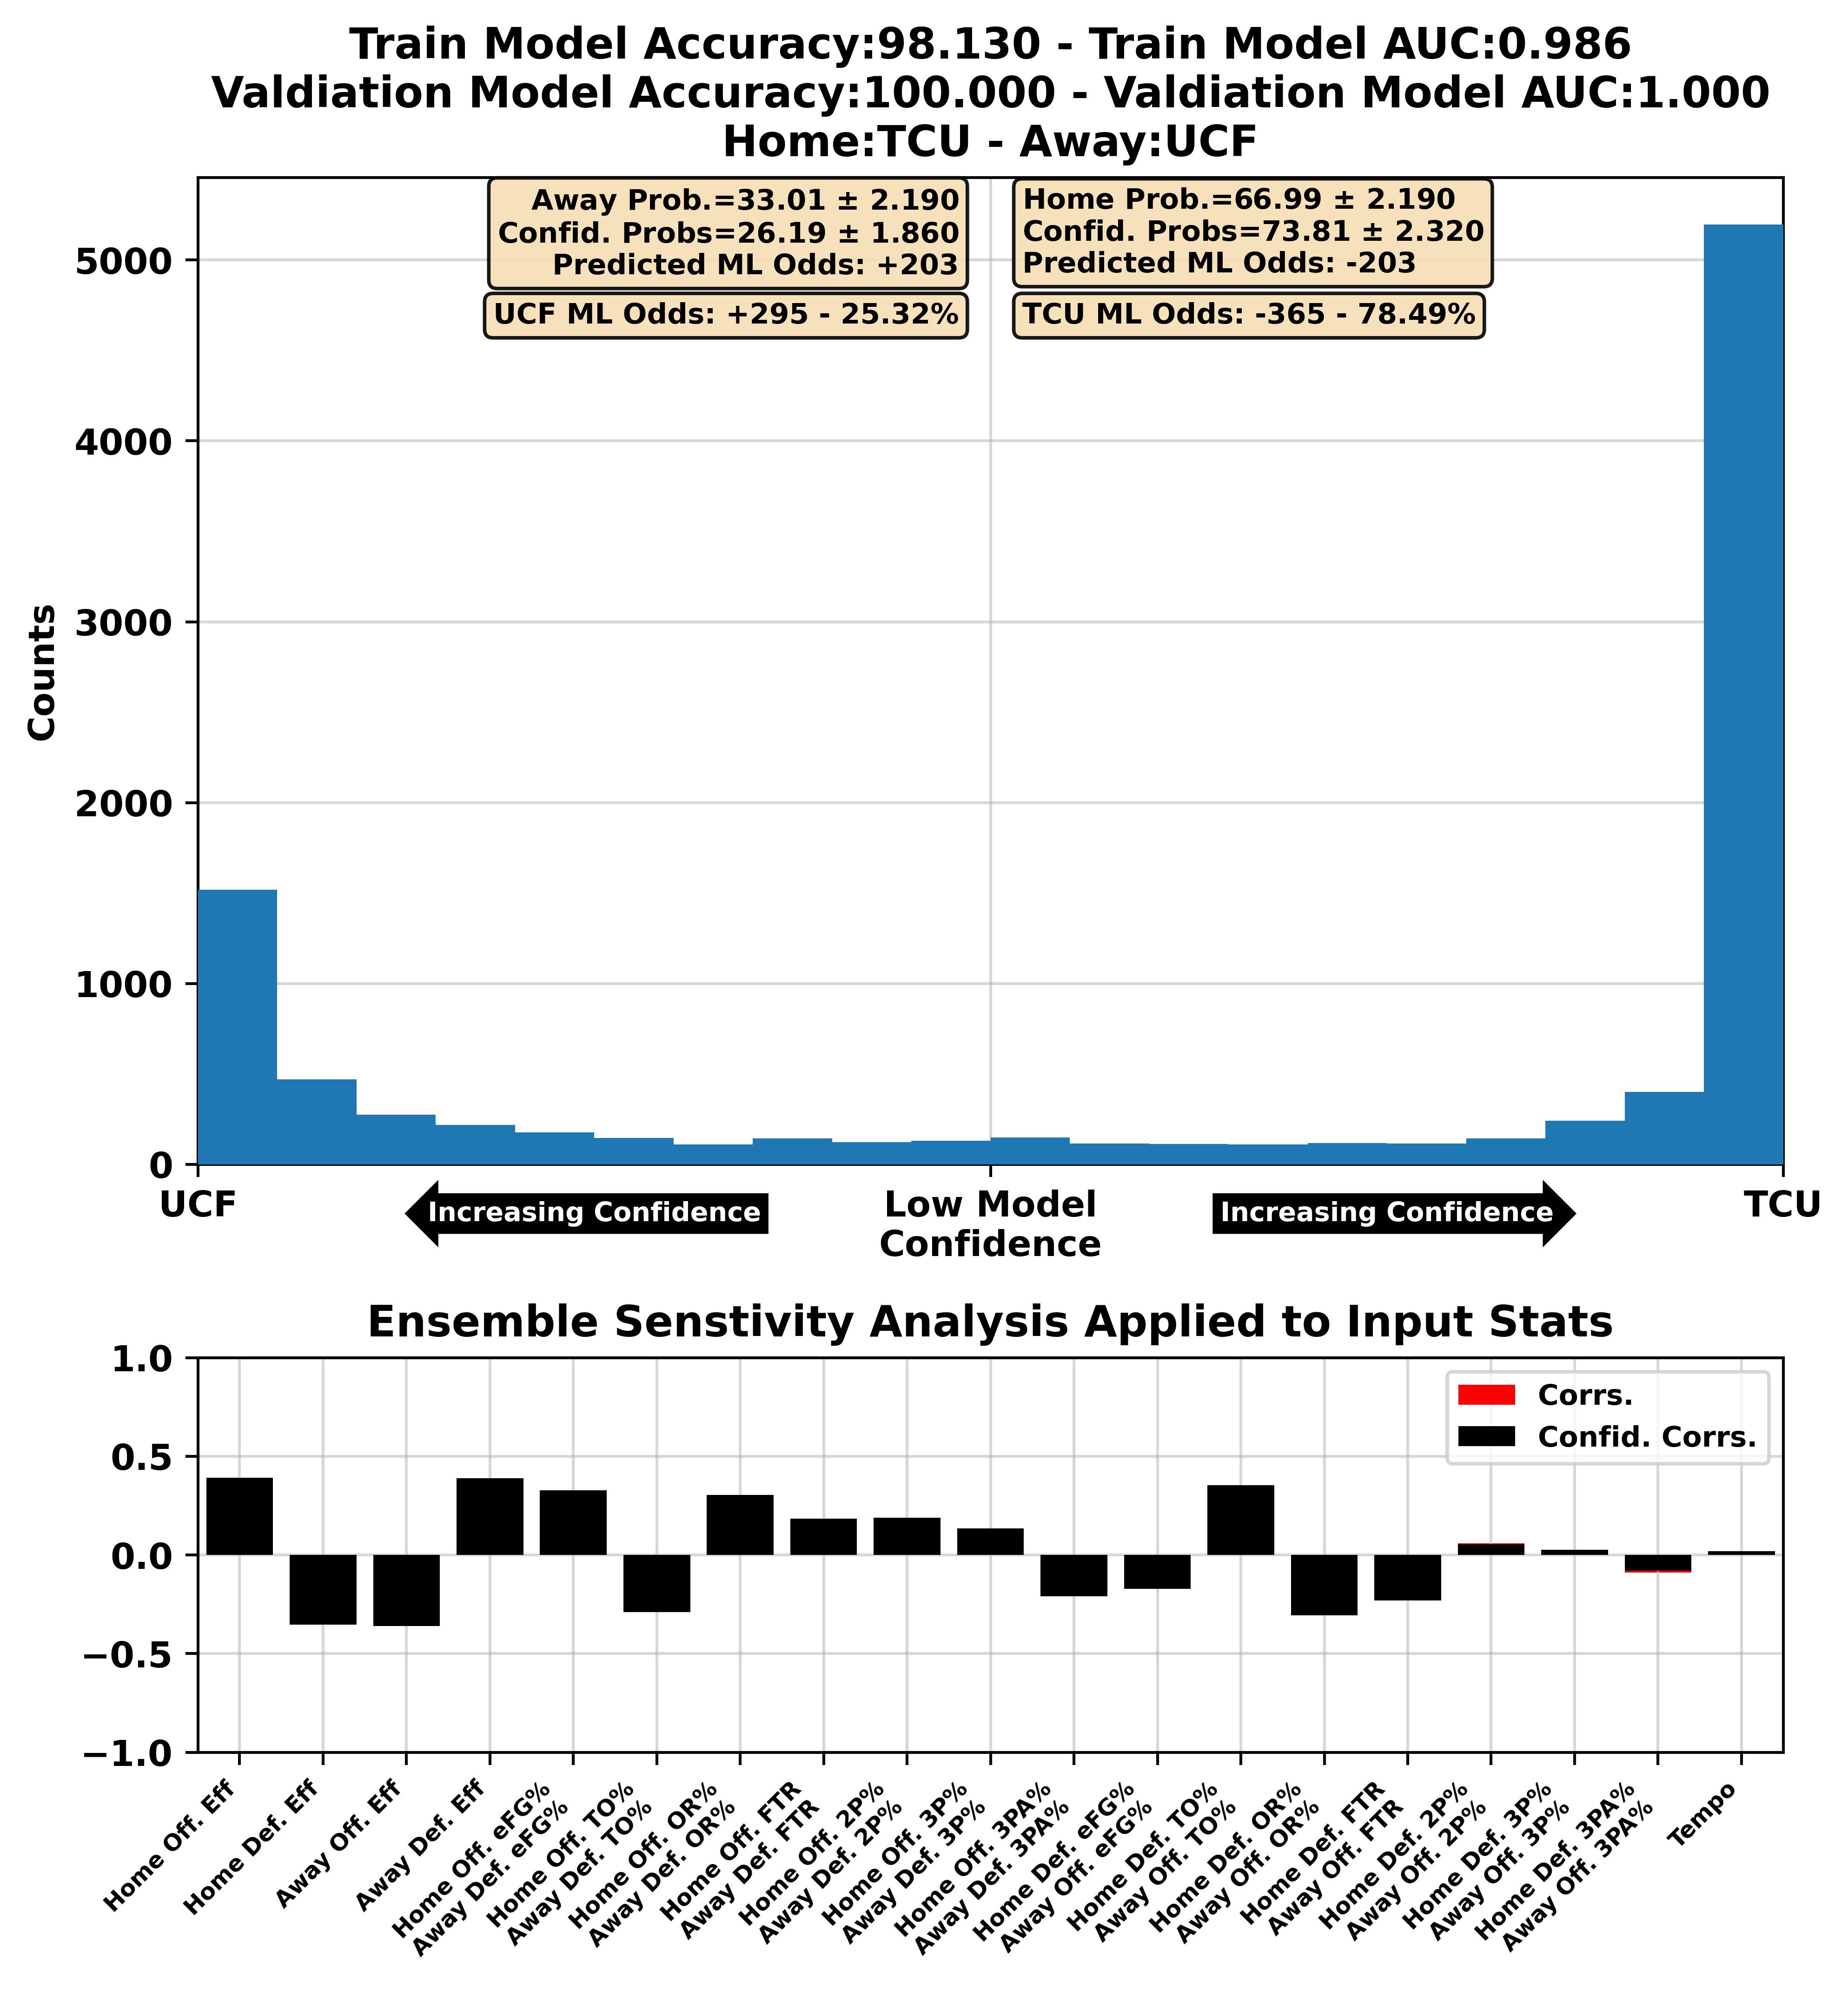 Train Model Accuracy:98.130 - Train Model AUC:0.986
Valdiation Model Accuracy:100.000 - Valdiation Model AUC:1.000
Home:TCU - Away:UCF
Away Prob.=33.01 ± 2.190
Confid. Probs=26.19 ± 1.860
Predicted ML Odds: +203
UCF ML Odds: +295 - 25.32%
Home Prob.=66.99 ± 2.190
Confid. Probs=73.81 ± 2.320
Predicted ML Odds: -203
TCU ML Odds: -365 - 78.49%
Counts
5000
4000
3000
2000
1000
0
UCF
Increasing Confidence
Low Model
Confidence
Increasing Confidence
TCU
Ensemble Senstivity Analysis Applied to Input Stats
1.0
0.5
0.0
−0.5
−1.0
Corrs.
Confid. Corrs.
Home Off. Eff
Home Def. Eff
Away Off. Eff
Away Def. Eff
Home Off. eFG%
Away Def. eFG%
Home Off. TO%
Away Def. TO%
Home Off. OR%
Away Def. OR%
Home Off. FTR
Away Def. FTR
Home Off. 2P%
Away Def. 2P%
Home Off. 3P%
Away Def. 3P%
Home Off. 3PA%
Away Def. 3PA%
Home Def. eFG%
Away Off. eFG%
Home Def. TO%
Away Off. TO%
Home Def. OR%
Away Off. OR%
Home Def. FTR
Away Off. FTR
Home Def. 2P%
Away Off. 2P%
Home Def. 3P%
Away Off. 3P%
Home Def. 3PA%
Away Off. 3PA%
Tempo